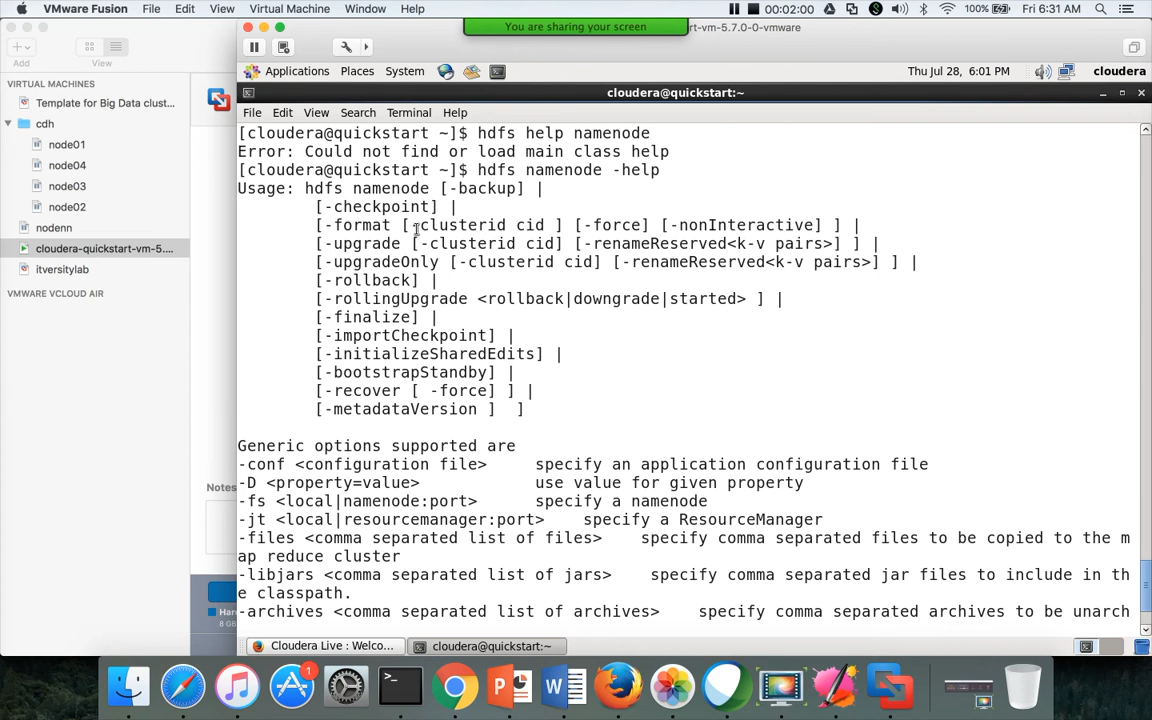 VMware Fusion File Edit View Virtual Machine Window Help 00:02:00 100% Fri 6:31 AM
You are sharing your screen
start-vm-5.7.0-0-vmware
Add View
VIRTUAL MACHINES
Template for Big Data clust...
cdh
node01
node04
node03
node02
nodenn
cloudera-quickstart-vm-5....
itversitylab
VMWARE VCLOUD AIR
Notes
8 GB
Applications Places System Thu Jul 28, 6:01 PM cloudera
cloudera@quickstart:~
File Edit View Search Terminal Help
[cloudera@quickstart ~]$ hdfs help namenode
Error: Could not find or load main class help
[cloudera@quickstart ~]$ hdfs namenode -help
Usage: hdfs namenode [-backup] |
[-checkpoint] |
[-format [-clusterid cid ] [-force] [-nonInteractive] ] |
[-upgrade [-clusterid cid] [-renameReserved<k-v pairs>] ] |
[-upgradeOnly [-clusterid cid] [-renameReserved<k-v pairs>] ] |
[-rollback] |
[-rollingUpgrade <rollback|downgrade|started> ] |
[-finalize] |
[-importCheckpoint] |
[-initializeSharedEdits] |
[-bootstrapStandby] |
[-recover [ -force] ] |
[-metadataVersion ] ]
Generic options supported are
-conf <configuration file> specify an application configuration file
-D <property=value> use value for given property
-fs <local|namenode:port> specify a namenode
-jt <local|resourcemanager:port> specify a ResourceManager
-files <comma separated list of files> specify comma separated files to be copied to the m
ap reduce cluster
-libjars <comma separated list of jars> specify comma separated jar files to include in th
e classpath.
-archives <comma separated list of archives> specify comma separated archives to be unarch
Cloudera Live : Welco... cloudera@quickstart:~
1